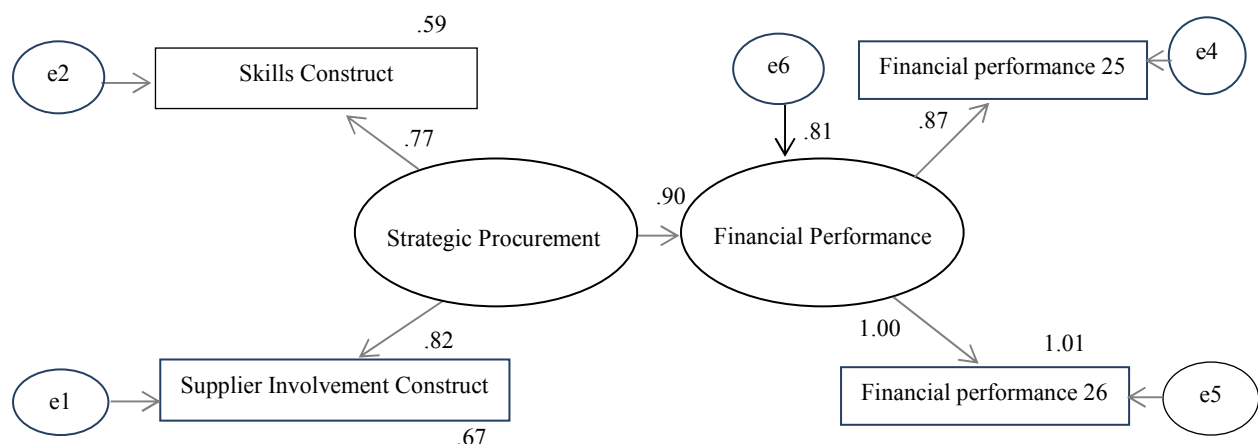 .59
e2
Skills Construct
e6
Financial performance 25
e4
.77
.81
.87
.90
Strategic Procurement
Financial Performance
.82
1.00
1.01
e1
Supplier Involvement Construct
Financial performance 26
e5
.67